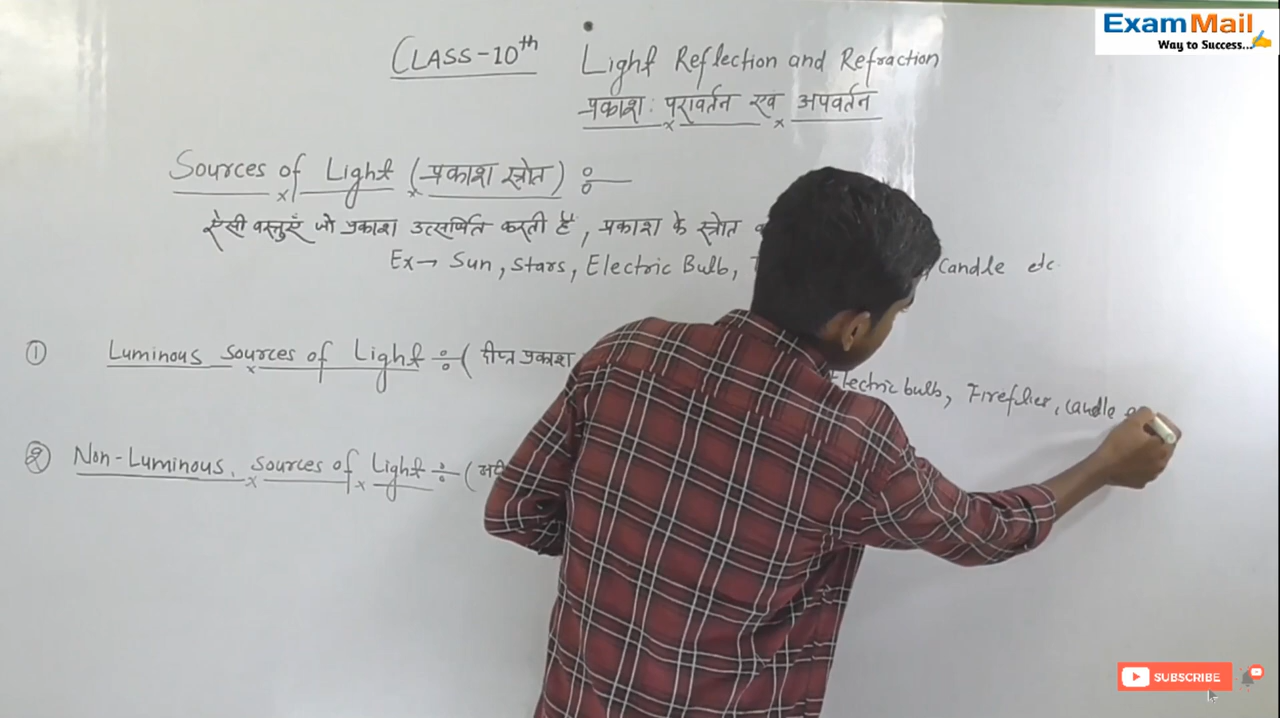 ExamMail
Way to Success...
CLASS-10th Light Reflection and Refraction
प्रकाश: परावर्तन एवं अपवर्तन
Sources of Light (प्रकाश स्त्रोत) :-
ऐसी वस्तुएँ जो प्रकाश उत्सर्जित करती है, प्रकाश के स्त्रोत
Ex→ Sun, Stars, Electric Bulb, Candle etc.
① Luminous Sources of Light ÷ (दीप्त प्रकाश
Electric bulb, Fireflies, Candle
② Non-Luminous Sources of Light ÷ (
SUBSCRIBE